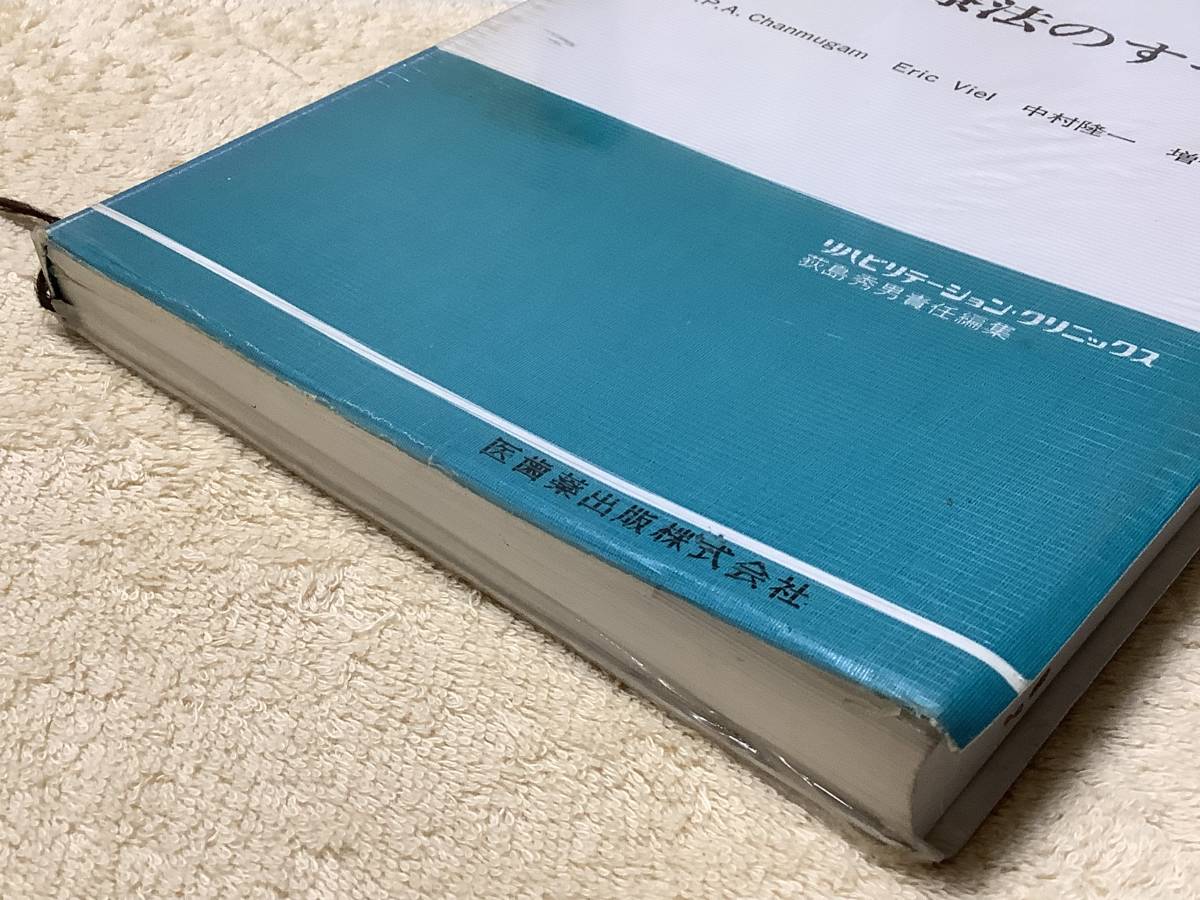 療法のすべ
.P.A. Chanmugam Eric Viel 中村隆一 増
リハビリテーション・クリニックス
荻島秀男責任編集
医歯薬出版株式会社